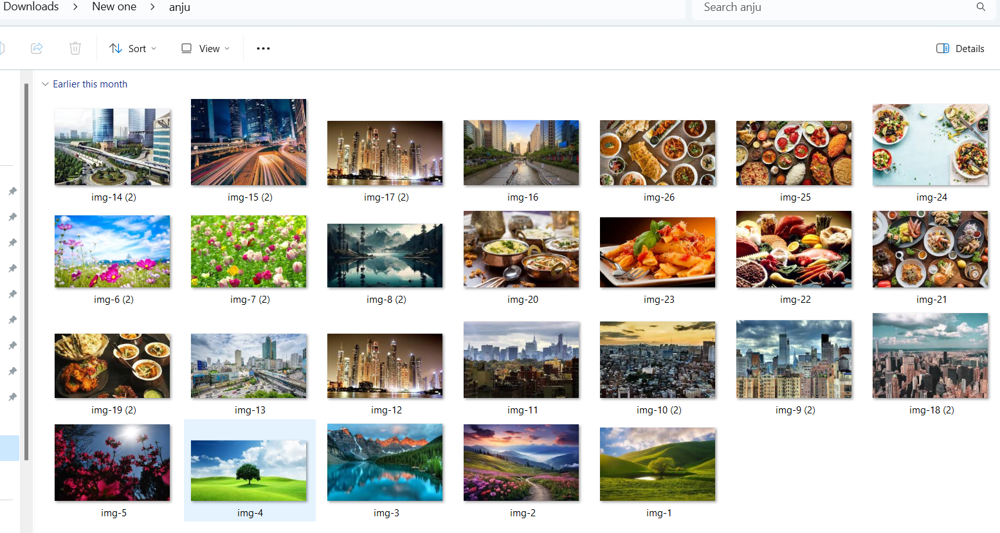 Downloads > New one > anju
Search anju
Sort
View
Details
Earlier this month
img-14 (2)
img-15 (2)
img-17 (2)
img-16
img-26
img-25
img-24
img-6 (2)
img-7 (2)
img-8 (2)
img-20
img-23
img-22
img-21
img-19 (2)
img-13
img-12
img-11
img-10 (2)
img-9 (2)
img-18 (2)
img-5
img-4
img-3
img-2
img-1